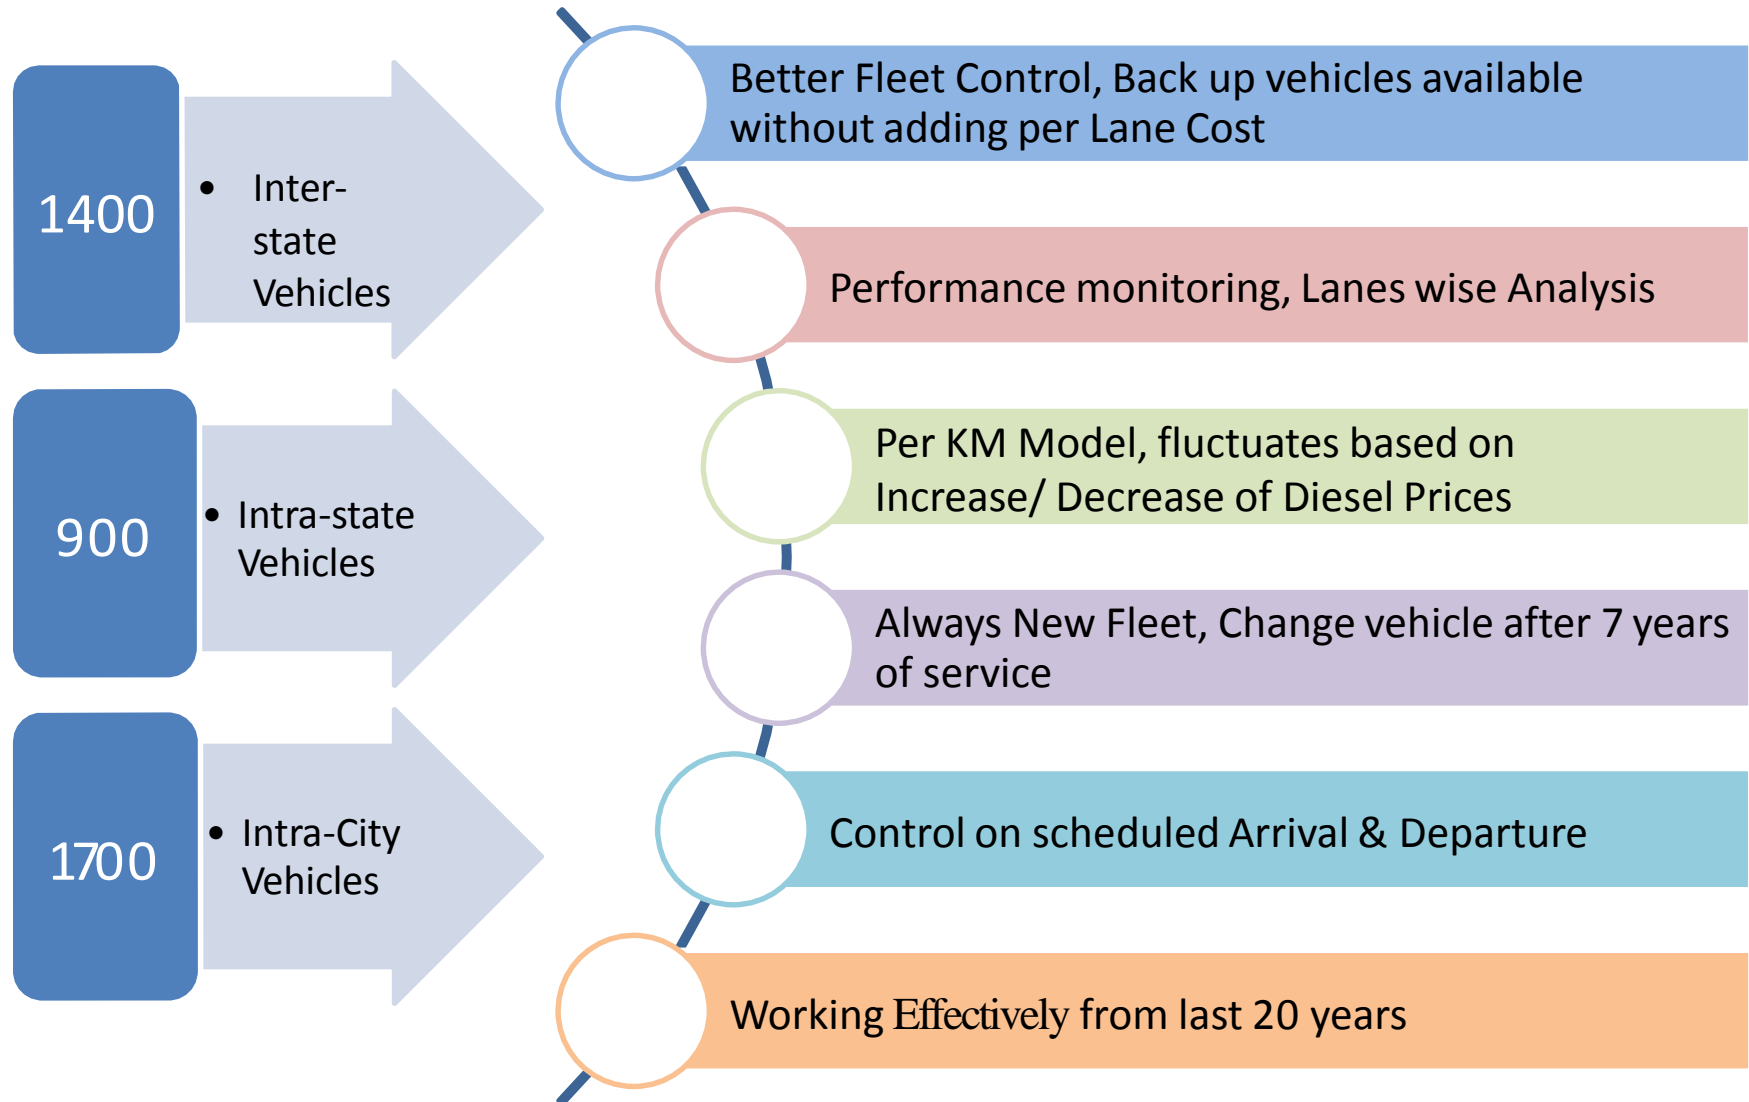 1400
• Inter-
state
Vehicles
900
• Intra-state
Vehicles
1700
• Intra-City
Vehicles
Better Fleet Control, Back up vehicles available
without adding per Lane Cost
Performance monitoring, Lanes wise Analysis
Per KM Model, fluctuates based on
Increase/ Decrease of Diesel Prices
Always New Fleet, Change vehicle after 7 years
of service
Control on scheduled Arrival & Departure
Working Effectively from last 20 years